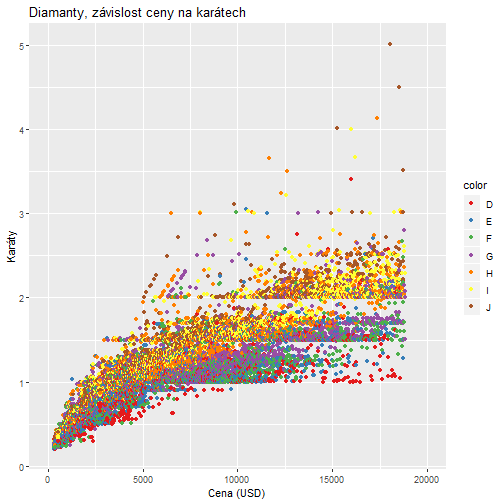 Diamanty, závislost ceny na karátech
Karáty
5
4
3
2
1
0
0 5000 10000 15000 20000
Cena (USD)
color
D
E
F
G
H
I
J